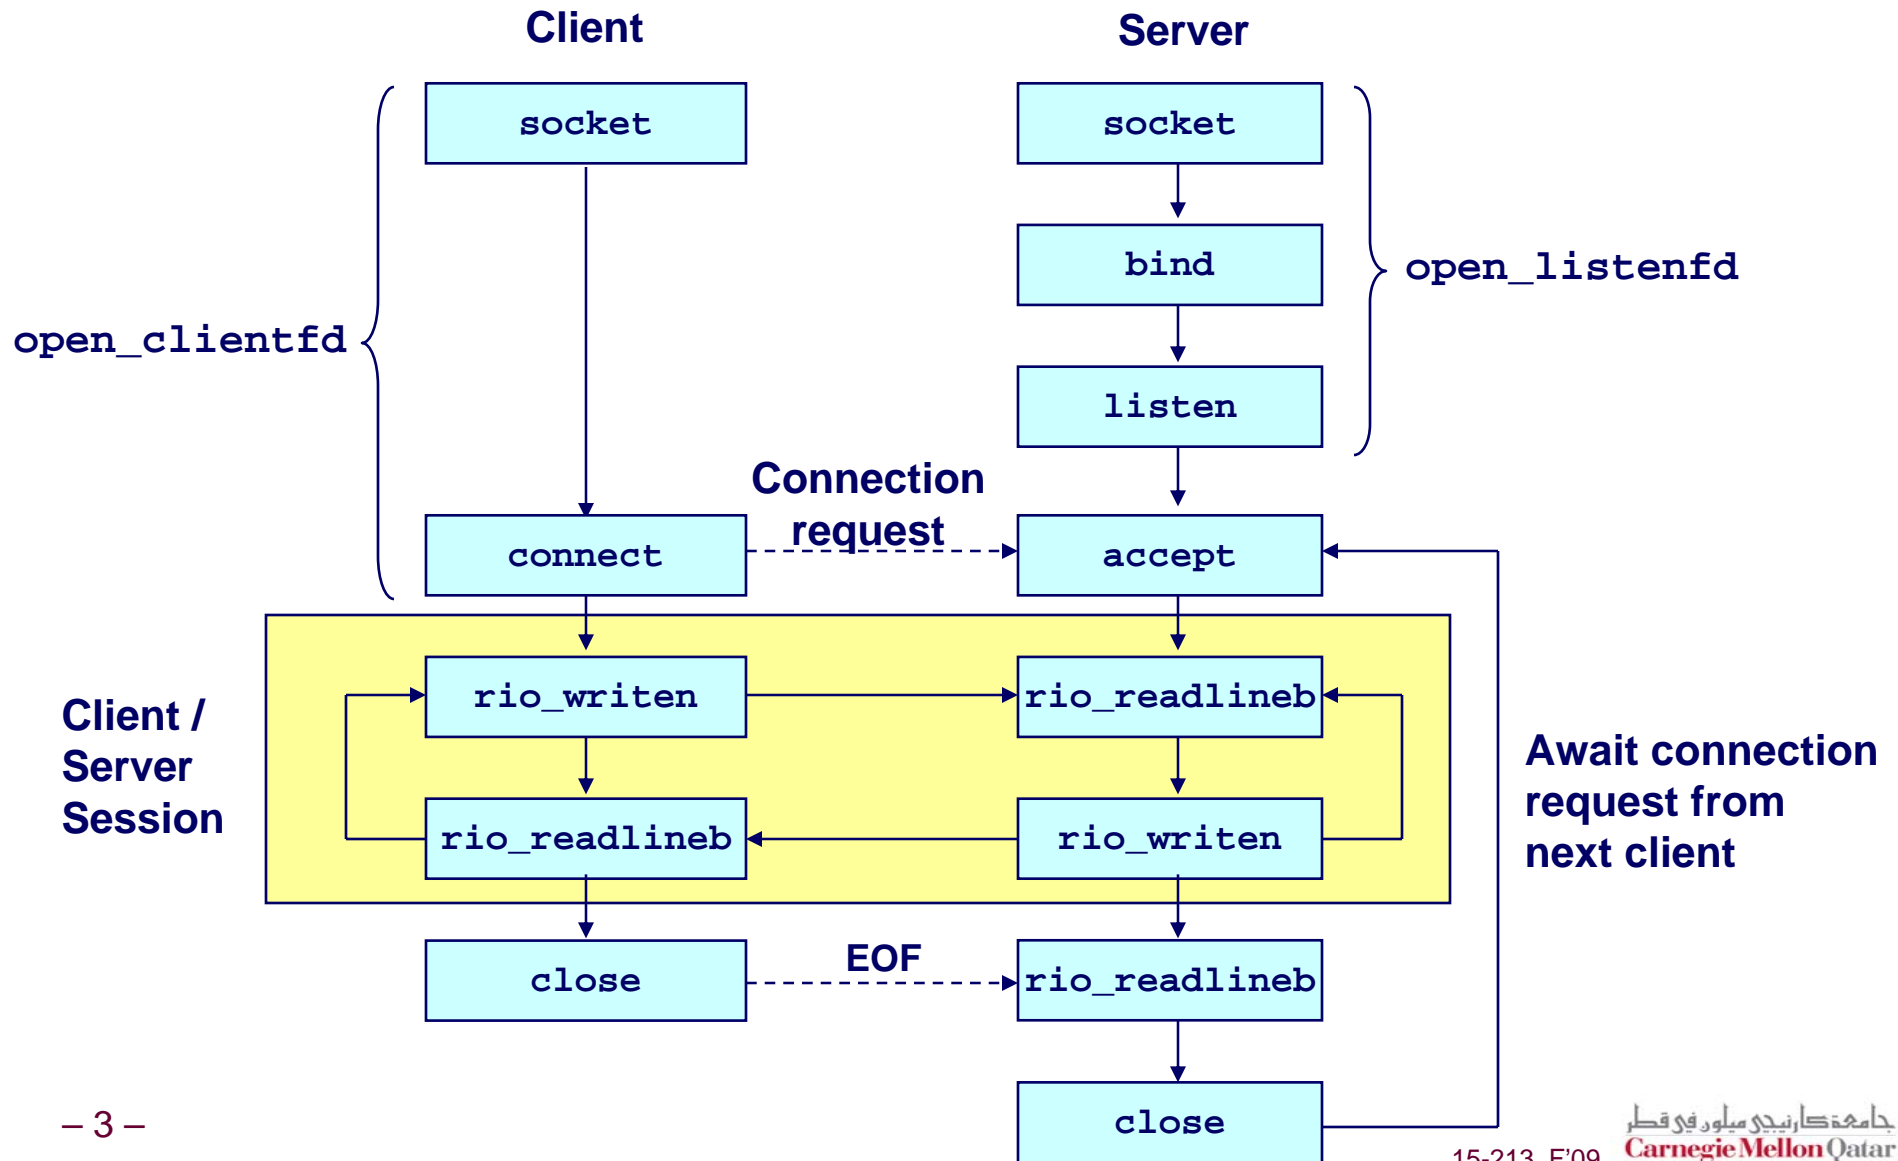 Client
Server
socket
socket
bind
open_listenfd
open_clientfd
listen
Connection
request
connect
accept
Client /
Server
Session
rio_writen
rio_readlineb
Await connection
request from
next client
rio_readlineb
rio_writen
close
EOF
rio_readlineb
close
– 3 –
15-213, F'09
جامعة كارنيجي ميلون في قطر
Carnegie Mellon Qatar